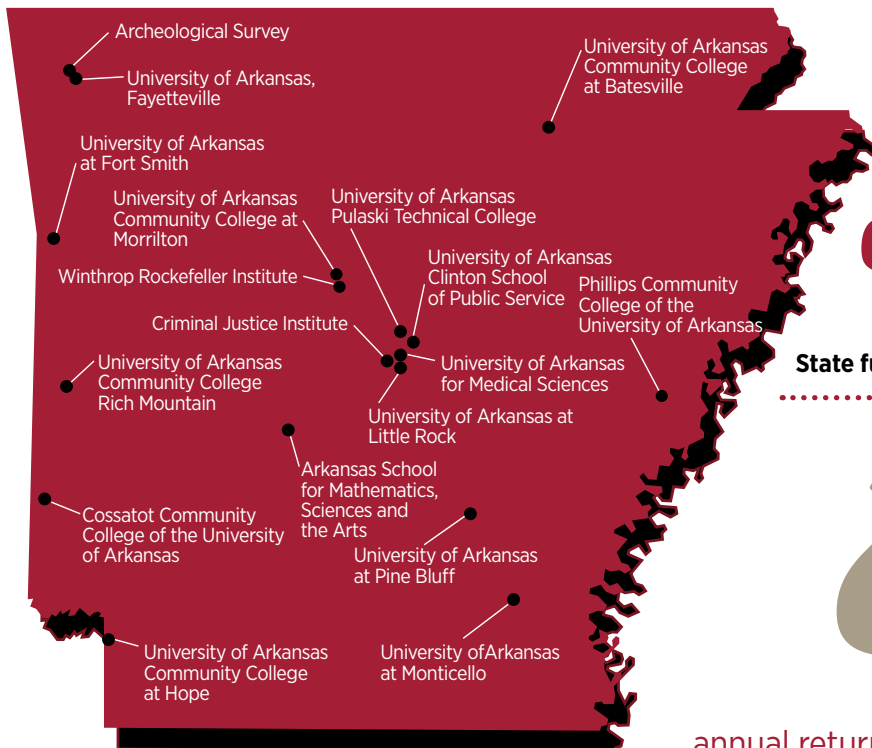 Archeological Survey
University of Arkansas,
Fayetteville
University of Arkansas
Community College
at Batesville
University of Arkansas
at Fort Smith
University of Arkansas
Community College at
Morrilton
University of Arkansas
Pulaski Technical College
Winthrop Rockefeller Institute
University of Arkansas
Clinton School
of Public Service
Phillips Community
College of the
University of Arkansas
Criminal Justice Institute
University of Arkansas
for Medical Sciences
University of Arkansas
Community College
Rich Mountain
University of Arkansas at
Little Rock
State fu
Arkansas School
for Mathematics,
Sciences and
the Arts
Cossatot Community
College of the University
of Arkansas
University of Arkansas
at Pine Bluff
University of Arkansas
Community College
at Hope
University ofArkansas
at Monticello
annual return